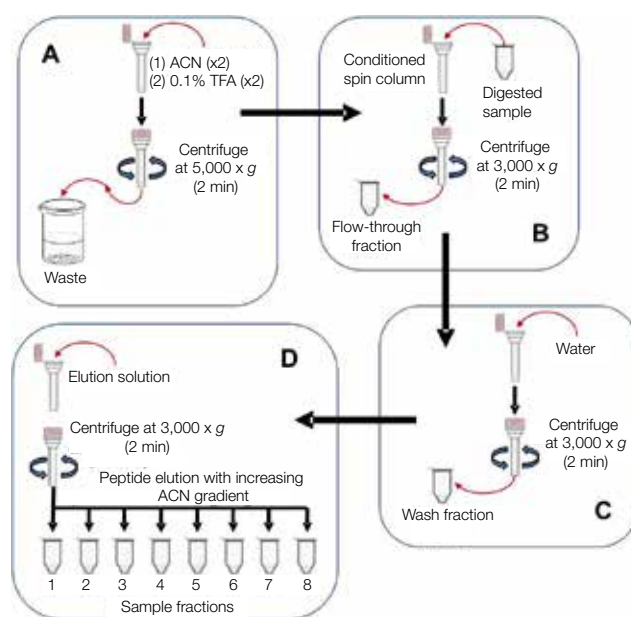 A
(1) ACN (x2)
(2) 0.1% TFA (x2)
Centrifuge
at 5,000 x g
(2 min)
Waste
Conditioned
spin column
Digested
sample
Centrifuge
at 3,000 x g
(2 min)
Flow-through
fraction
B
Water
Centrifuge
at 3,000 x g
(2 min)
Wash fraction
C
D
Elution solution
Centrifuge at 3,000 x g
(2 min)
Peptide elution with increasing
ACN gradient
1 2 3 4 5 6 7 8
Sample fractions